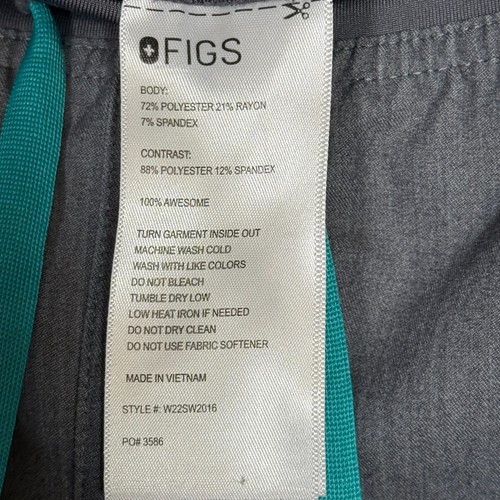 FIGS
BODY:
72% POLYESTER 21% RAYON
7% SPANDEX
CONTRAST:
88% POLYESTER 12% SPANDEX
100% AWESOME
TURN GARMENT INSIDE OUT
MACHINE WASH COLD
WASH WITH LIKE COLORS
DO NOT BLEACH
TUMBLE DRY LOW
LOW HEAT IRON IF NEEDED
DO NOT DRY CLEAN
DO NOT USE FABRIC SOFTENER
MADE IN VIETNAM
STYLE #: W22SW2016
PO# 3586